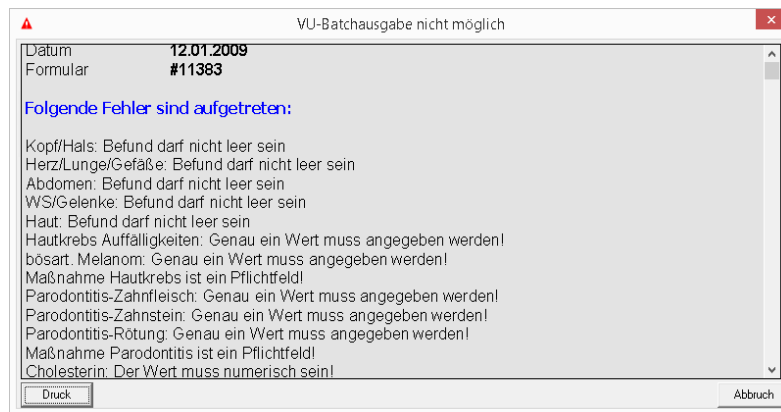 VU-Batchausgabe nicht möglich
Datum 12.01.2009
Formular #11383
Folgende Fehler sind aufgetreten:
Kopf/Hals: Befund darf nicht leer sein
Herz/Lunge/Gefäße: Befund darf nicht leer sein
Abdomen: Befund darf nicht leer sein
WS/Gelenke: Befund darf nicht leer sein
Haut: Befund darf nicht leer sein
Hautkrebs Auffälligkeiten: Genau ein Wert muss angegeben werden!
bösart. Melanom: Genau ein Wert muss angegeben werden!
Maßnahme Hautkrebs ist ein Pflichtfeld!
Parodontitis-Zahnfleisch: Genau ein Wert muss angegeben werden!
Parodontitis-Zahnstein: Genau ein Wert muss angegeben werden!
Parodontitis-Rötung: Genau ein Wert muss angegeben werden!
Maßnahme Parodontitis ist ein Pflichtfeld!
Cholesterin: Der Wert muss numerisch sein!
Druck Abbruch